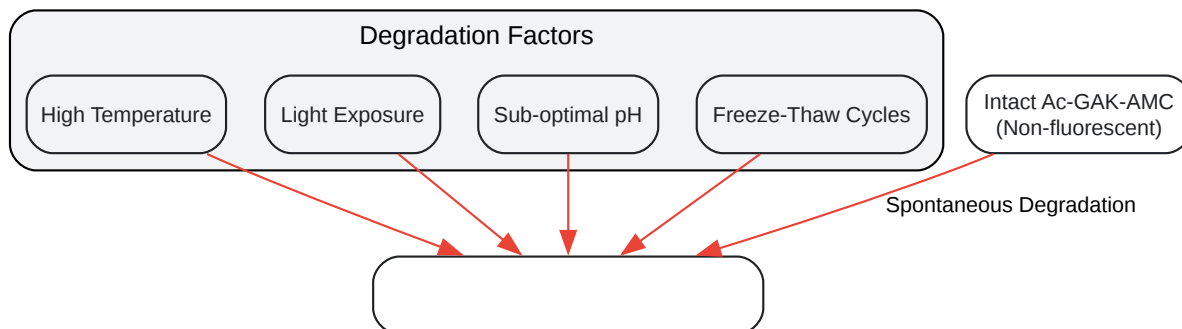 Degradation Factors
High Temperature
Light Exposure
Sub-optimal pH
Freeze-Thaw Cycles
Intact Ac-GAK-AMC
(Non-fluorescent)
Spontaneous Degradation